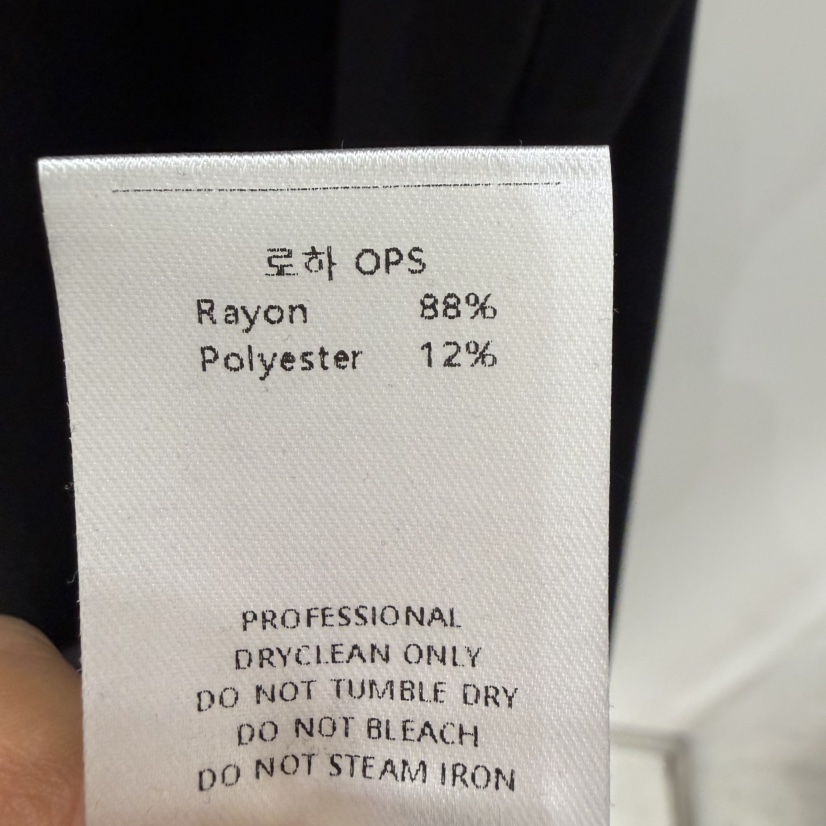 로하 OPS
Rayon 88%
Polyester 12%
PROFESSIONAL
DRYCLEAN ONLY
DO NOT TUMBLE DRY
DO NOT BLEACH
DO NOT STEAM IRON